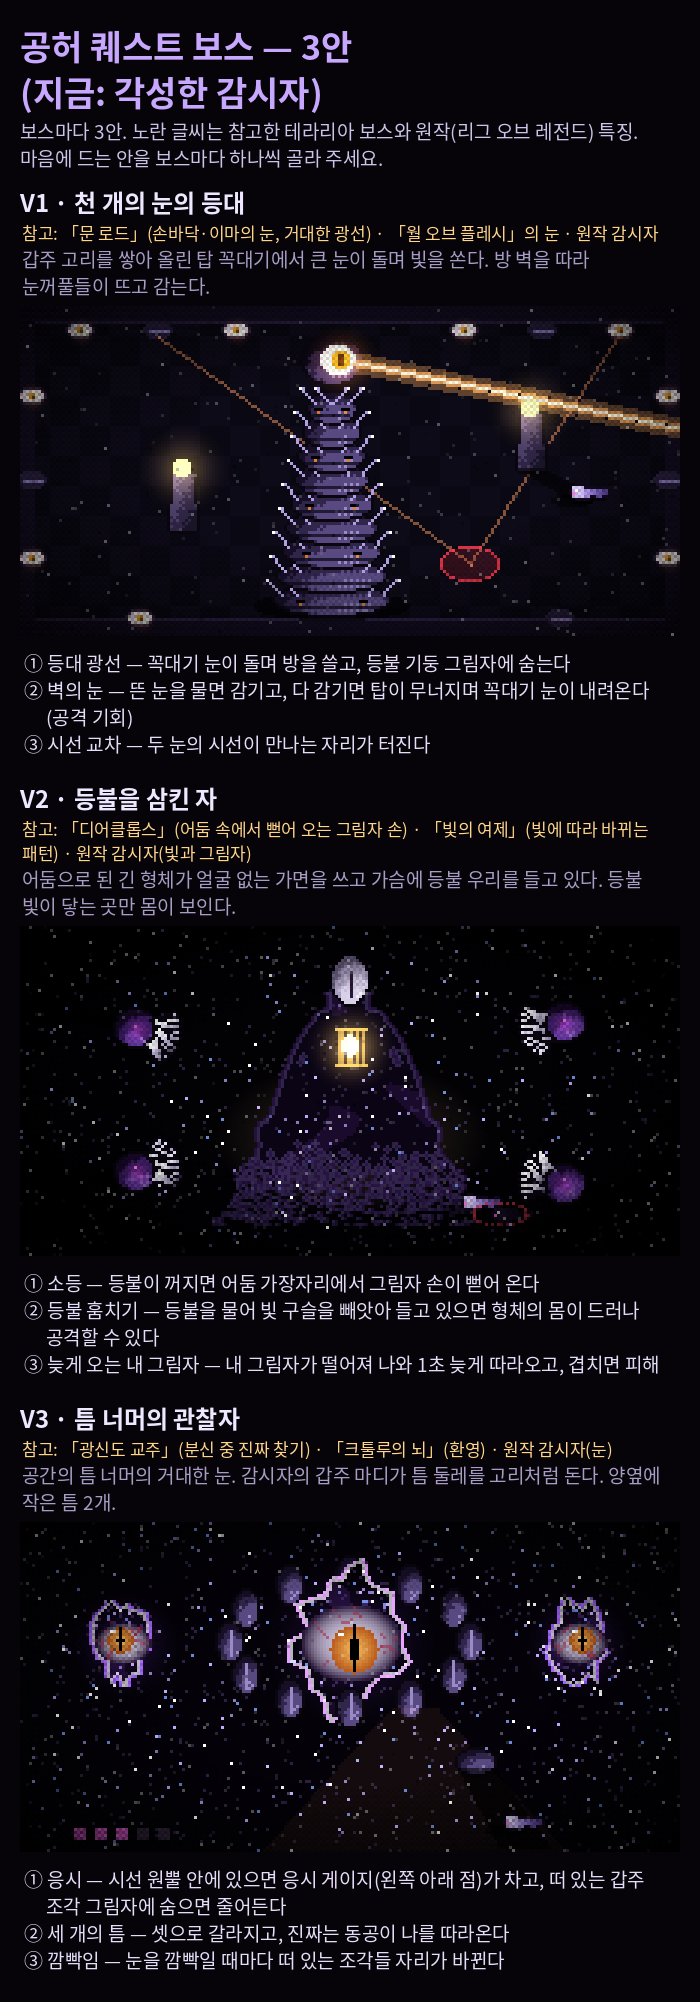 공허 퀘스트 보스 — 3안
(지금: 각성한 감시자)
보스마다 3안. 노란 글씨는 참고한 테라리아 보스와 원작(리그 오브 레전드) 특징.
마음에 드는 안을 보스마다 하나씩 골라 주세요.
V1 · 천 개의 눈의 등대
참고: 「문 로드」(손바닥·이마의 눈, 거대한 광선) · 「월 오브 플레시」의 눈 · 원작 감시자
갑주 고리를 쌓아 올린 탑 꼭대기에서 큰 눈이 돌며 빛을 쏜다. 방 벽을 따라
눈꺼풀들이 뜨고 감는다.
① 등대 광선 — 꼭대기 눈이 돌며 방을 쓸고, 등불 기둥 그림자에 숨는다
② 벽의 눈 — 뜬 눈을 물면 감기고, 다 감기면 탑이 무너지며 꼭대기 눈이 내려온다
(공격 기회)
③ 시선 교차 — 두 눈의 시선이 만나는 자리가 터진다
V2 · 등불을 삼킨 자
참고: 「디어클롭스」(어둠 속에서 뻗어 오는 그림자 손) · 「빛의 여제」(빛에 따라 바뀌는
패턴) · 원작 감시자(빛과 그림자)
어둠으로 된 긴 형체가 얼굴 없는 가면을 쓰고 가슴에 등불 우리를 들고 있다. 등불
빛이 닿는 곳만 몸이 보인다.
① 소등 — 등불이 꺼지면 어둠 가장자리에서 그림자 손이 뻗어 온다
② 등불 훔치기 — 등불을 물어 빛 구슬을 빼앗아 들고 있으면 형체의 몸이 드러나
공격할 수 있다
③ 늦게 오는 내 그림자 — 내 그림자가 떨어져 나와 1초 늦게 따라오고, 겹치면 피해
V3 · 틈 너머의 관찰자
참고: 「광신도 교주」(분신 중 진짜 찾기) · 「크툴루의 뇌」(환영) · 원작 감시자(눈)
공간의 틈 너머의 거대한 눈. 감시자의 갑주 마디가 틈 둘레를 고리처럼 돈다. 양옆에
작은 틈 2개.
① 응시 — 시선 원뿔 안에 있으면 응시 게이지(왼쪽 아래 점)가 차고, 떠 있는 갑주
조각 그림자에 숨으면 줄어든다
② 세 개의 틈 — 셋으로 갈라지고, 진짜는 동공이 나를 따라온다
③ 깜빡임 — 눈을 깜빡일 때마다 떠 있는 조각들 자리가 바뀐다